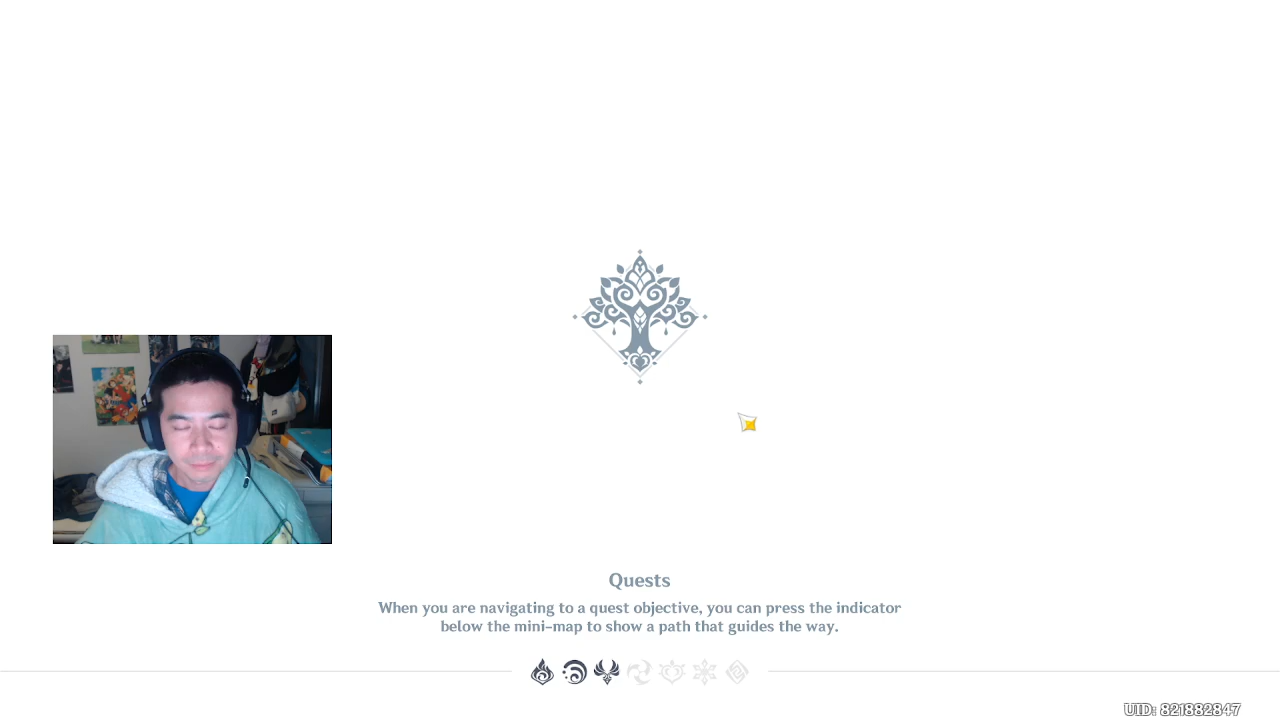 Quests
When you are navigating to a quest objective, you can press the indicator
below the mini-map to show a path that guides the way.
UID: 821882847